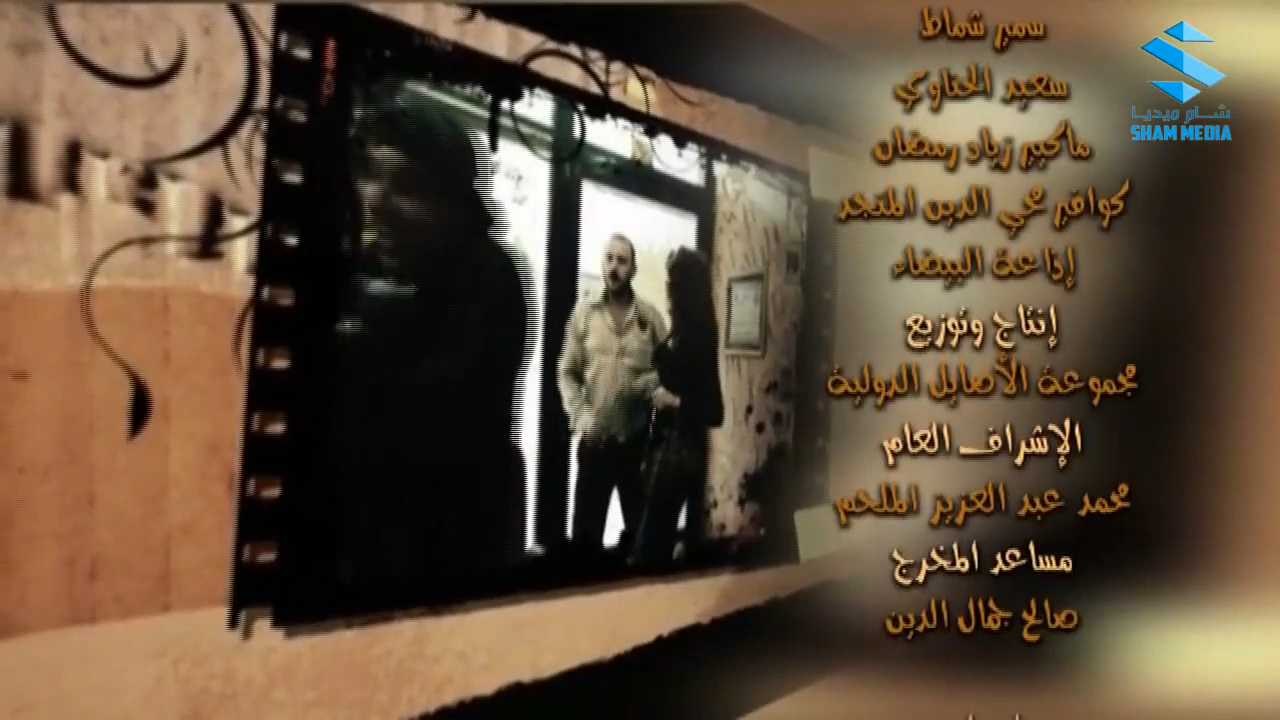 سمير شماط
سعيد الحناوي
ماكيير زياد رمضان
كوافير محي الدين المنجد
إذاعة البيضاء
إنتاج وتوزيع
مجموعة الأصايل الدولية
الإشراف العام
محمد عبد العزيز الملحم
مساعد المخرج
صالح جمال الدين
شام ميديا
SHAM MEDIA